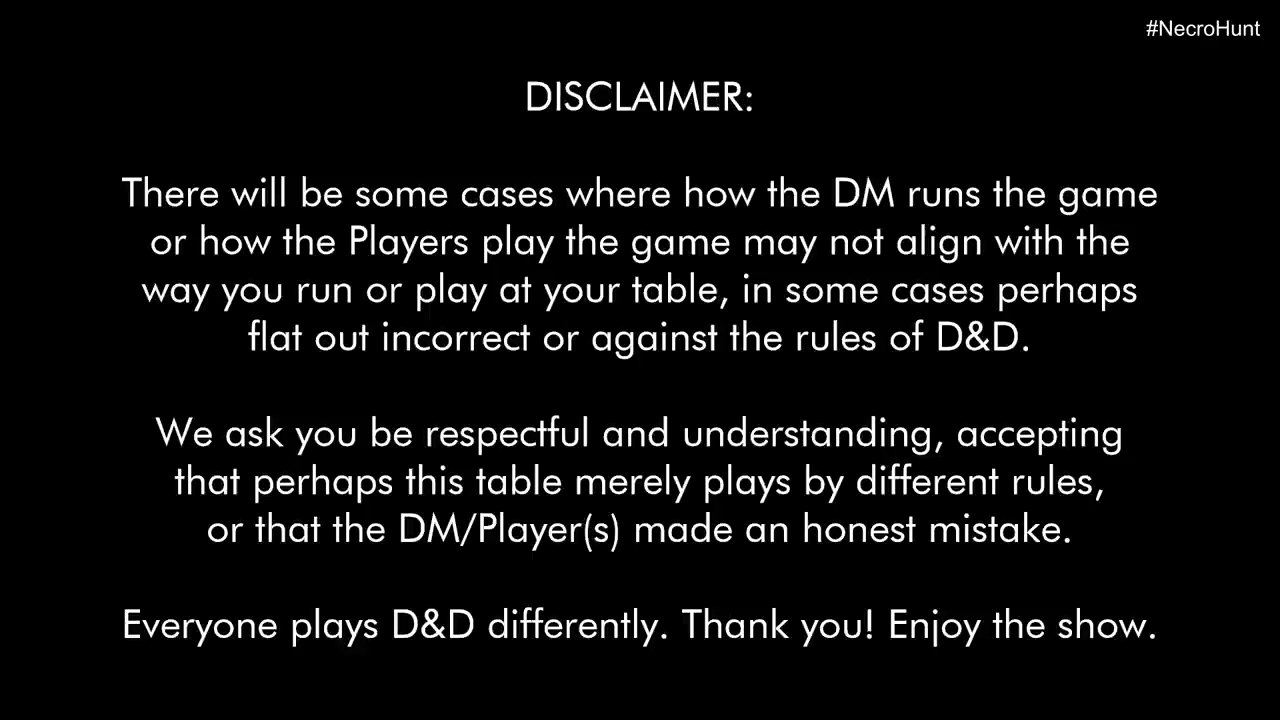 #NecroHunt
DISCLAIMER:
There will be some cases where how the DM runs the game
or how the Players play the game may not align with the
way you run or play at your table, in some cases perhaps
flat out incorrect or against the rules of D&D.
We ask you be respectful and understanding, accepting
that perhaps this table merely plays by different rules,
or that the DM/Player(s) made an honest mistake.
Everyone plays D&D differently. Thank you! Enjoy the show.